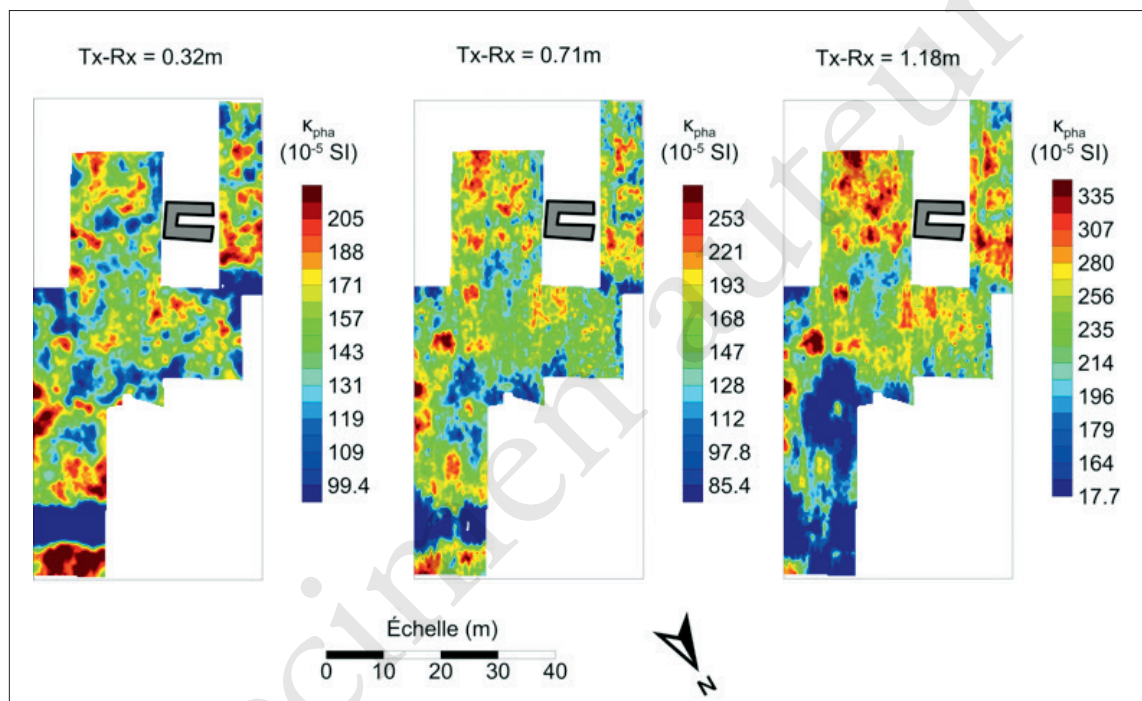 Tx-Rx = 0.32m
Tx-Rx = 0.71m
Tx-Rx = 1.18m
κpha
(10⁻⁵ SI)
205
188
171
157
143
131
119
109
99.4
κpha
(10⁻⁵ SI)
253
221
193
168
147
128
112
97.8
85.4
κpha
(10⁻⁵ SI)
335
307
280
256
235
214
196
179
164
17.7
Échelle (m)
0 10 20 30 40
N
ecimen auteur